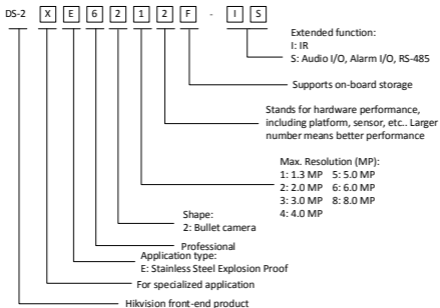 DS-2 X E 6 2 1 2 F - I S
Extended function:
I: IR
S: Audio I/O, Alarm I/O, RS-485
Supports on-board storage
Stands for hardware performance,
including platform, sensor, etc.. Larger
number means better performance
Max. Resolution (MP):
1: 1.3 MP 5: 5.0 MP
2: 2.0 MP 6: 6.0 MP
3: 3.0 MP 8: 8.0 MP
4: 4.0 MP
Shape:
2: Bullet camera
Professional
Application type:
E: Stainless Steel Explosion Proof
For specialized application
Hikvision front-end product